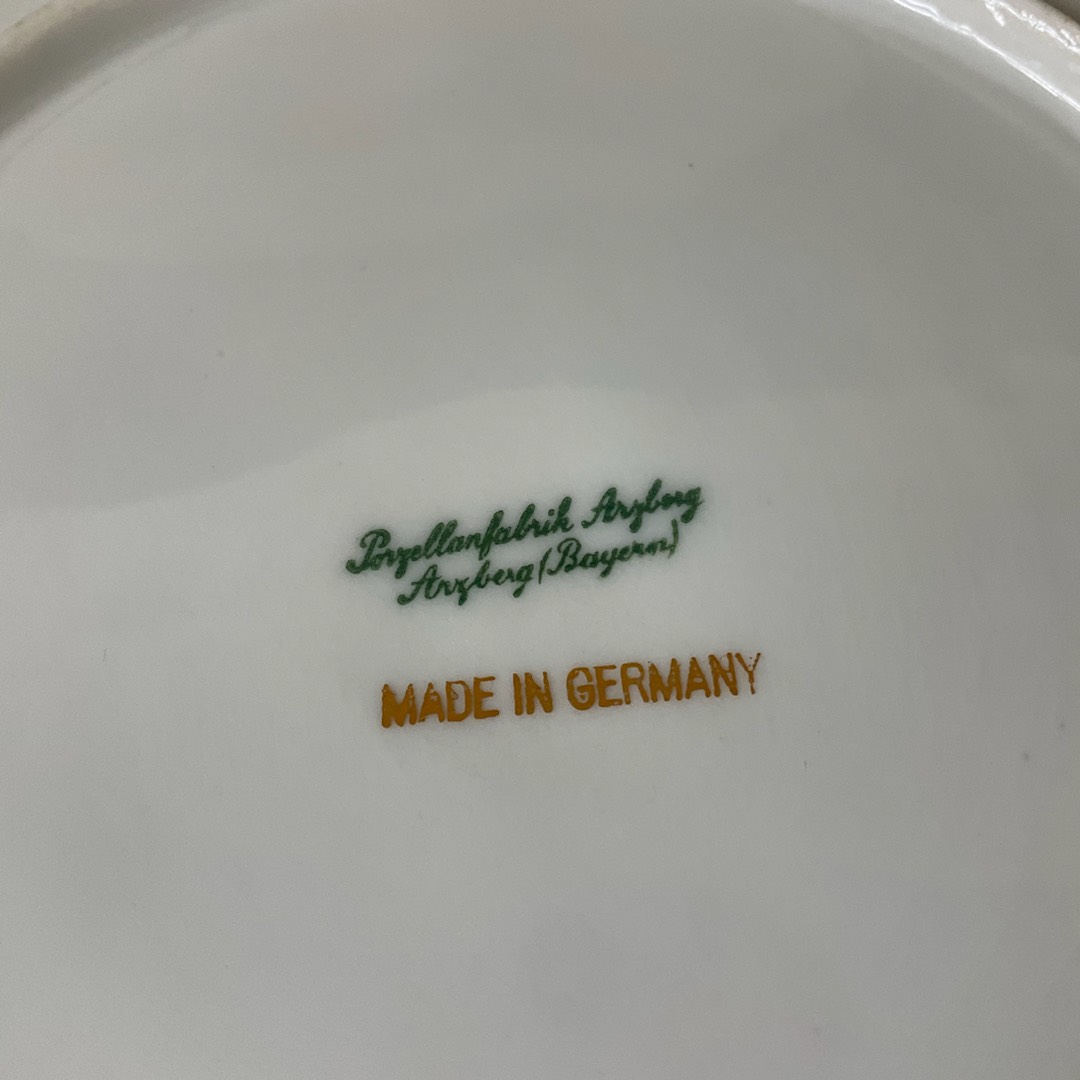 Porzellanfabrik Arzberg
Arzberg (Bayern)
MADE IN GERMANY